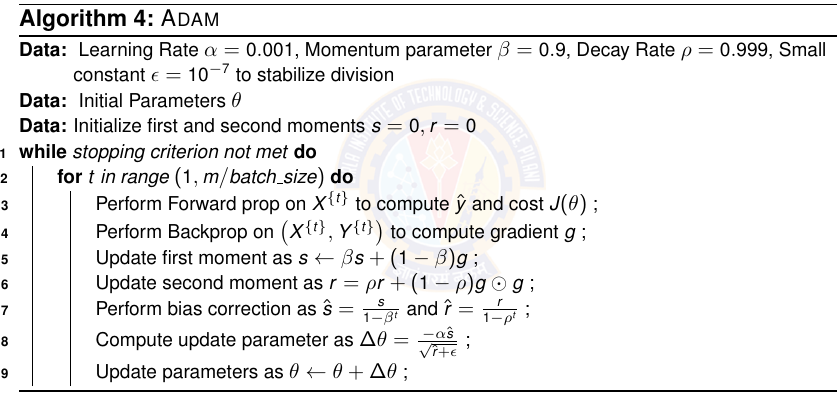 Algorithm 4: ADAM
Data: Learning Rate α = 0.001, Momentum parameter β = 0.9, Decay Rate ρ = 0.999, Small
constant ϵ = 10⁻⁷ to stabilize division
Data: Initial Parameters θ
Data: Initialize first and second moments s = 0, r = 0
1 while stopping criterion not met do
2 for t in range (1, m/batch_size) do
3 Perform Forward prop on X^{t} to compute ŷ and cost J(θ) ;
4 Perform Backprop on (X^{t}, Y^{t}) to compute gradient g ;
5 Update first moment as s ← βs + (1 − β)g ;
6 Update second moment as r = ρr + (1 − ρ)g ⊙ g ;
7 Perform bias correction as ŝ = s/(1−β^t) and r̂ = r/(1−ρ^t) ;
8 Compute update parameter as Δθ = −αŝ/√(r̂+ϵ) ;
9 Update parameters as θ ← θ + Δθ ;